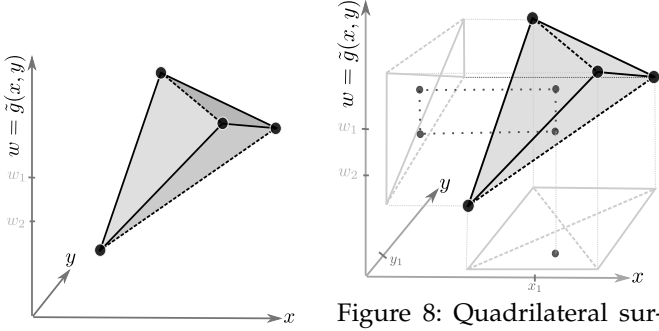 w = g̃(x, y)
w₁
w₂
y
x
w = g̃(x, y)
w₁
w₂
y
y₁
x₁
x
Figure 8: Quadrilateral sur-